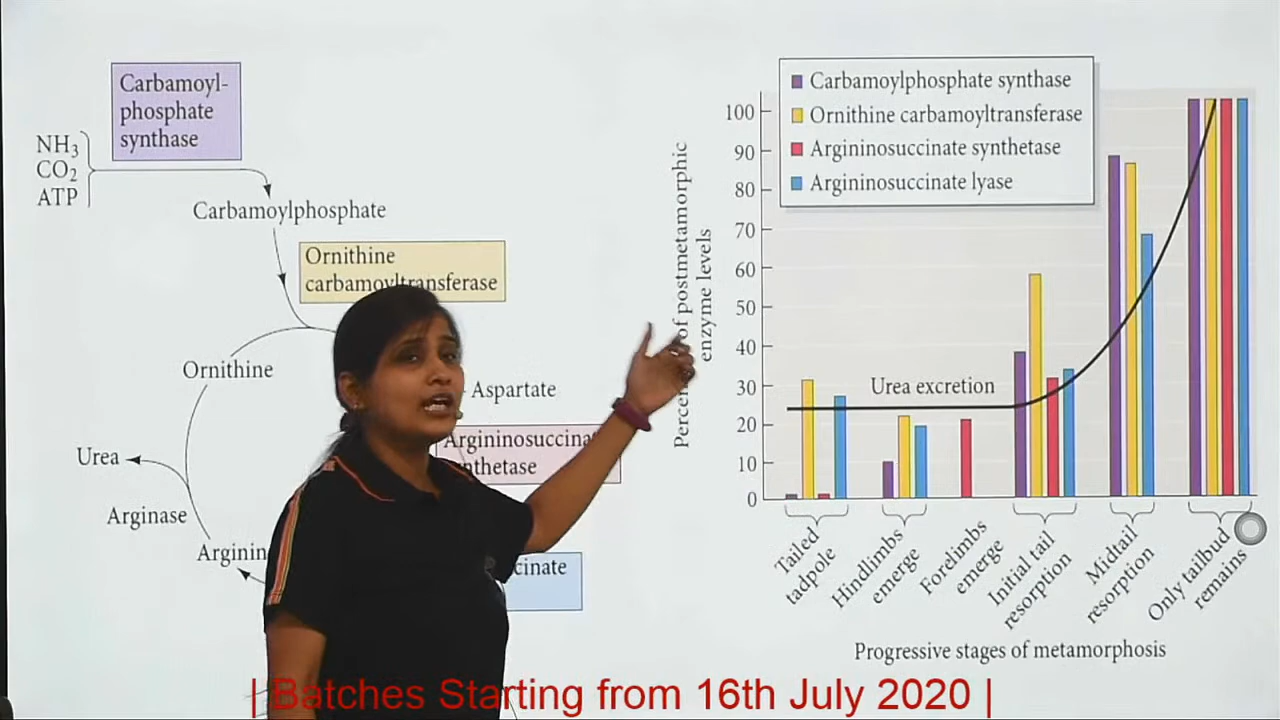 Carbamoyl-
phosphate
synthase
NH₃
CO₂
ATP
Carbamoylphosphate
Ornithine
carbamoyltransferase
Ornithine
Aspartate
Urea
Arginase
synthase
Carbamoylphosphate synthase
Ornithine carbamoyltransferase
Argininosuccinate synthetase
Argininosuccinate lyase
100
90
80
70
60
50
40
30
20
10
0
of postmetamorphic
enzyme levels
Urea excretion
Tailed
tadpole
Hindlimbs
emerge
Forelimbs
emerge
Initial tail
resorption
Midtail
resorption
Only tailbud
remains
Progressive stages of metamorphosis
| Batches Starting from 16th July 2020 |